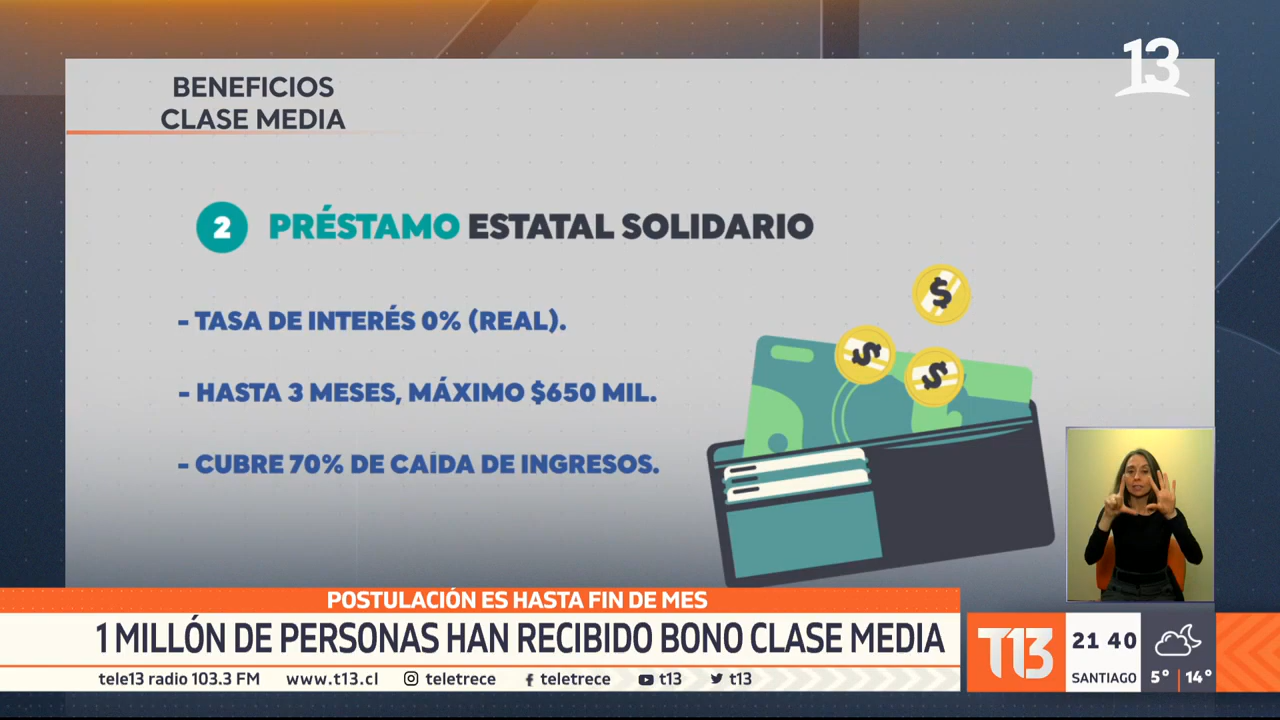 13
BENEFICIOS
CLASE MEDIA
2 PRÉSTAMO ESTATAL SOLIDARIO
- TASA DE INTERÉS 0% (REAL).
- HASTA 3 MESES, MÁXIMO $650 MIL.
- CUBRE 70% DE CAÍDA DE INGRESOS.
$
$
$
POSTULACIÓN ES HASTA FIN DE MES
1 MILLÓN DE PERSONAS HAN RECIBIDO BONO CLASE MEDIA
tele13 radio 103.3 FM www.t13.cl teletrece teletrece t13 t13
T13
21 40
SANTIAGO
5° 14°